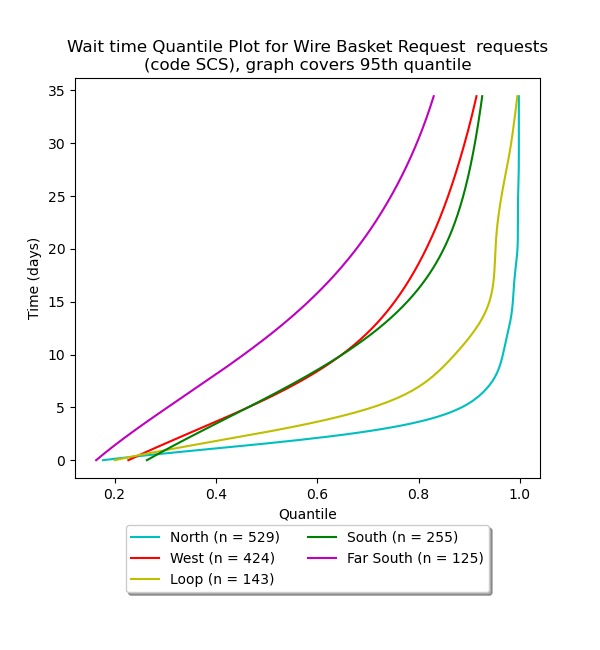 Wait time Quantile Plot for Wire Basket Request  requests
(code SCS), graph covers 95th quantile
35
30
25
20
15
10
5
0
Time (days)
0.2 0.4 0.6 0.8 1.0
Quantile
North (n = 529)
West (n = 424)
Loop (n = 143)
South (n = 255)
Far South (n = 125)